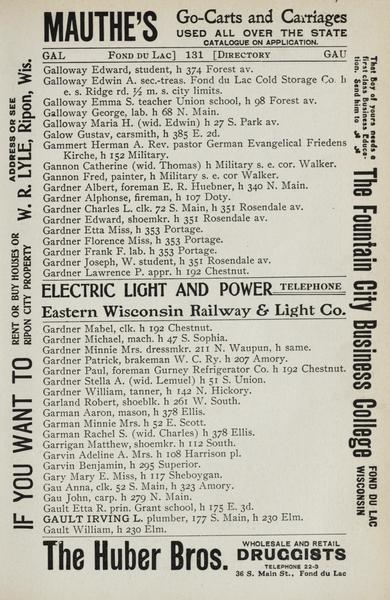 MAUTHE'S Go-Carts and Carriages
USED ALL OVER THE STATE
CATALOGUE ON APPLICATION.
GAL FOND DU LAC] 131 [DIRECTORY GAU
Galloway Edward, student, h 374 Forest av.
Galloway Edwin A. sec.-treas. Fond du Lac Cold Storage Co. h
e. s. Ridge rd. ½ m. s. city limits.
Galloway Emma S. teacher Union school, h 98 Forest av.
Galloway George, lab. h 68 N. Main.
Galloway Maria H. (wid. Edwin) h 27 S. Park av.
Galow Gustav, carsmith, h 385 E. 2d.
Gammert Herman A. Rev. pastor German Evangelical Friedens
Kirche, h 152 Military.
Gannon Catherine (wid. Thomas) h Military s. e. cor. Walker.
Gannon Fred, painter, h Military s. e. cor Walker.
Gardner Albert, foreman E. R. Huebner, h 340 N. Main.
Gardner Alphonse, fireman, h 107 Doty.
Gardner Charles L. clk. 72 S. Main, h 351 Rosendale av.
Gardner Edward, shoemkr. h 351 Rosendale av.
Gardner Etta Miss, h 353 Portage.
Gardner Florence Miss, h 353 Portage.
Gardner Frank F. lab. h 353 Portage.
Gardner Joseph, W. student, h 351 Rosendale av.
Gardner Lawrence P. appr. h 192 Chestnut.
ELECTRIC LIGHT AND POWER TELEPHONE
Eastern Wisconsin Railway & Light Co.
Gardner Mabel, clk. h 192 Chestnut.
Gardner Michael, mach. h 47 S. Sophia.
Gardner Minnie Mrs. dressmkr. 211 N. Waupun, h same.
Gardner Patrick, brakeman W. C. Ry. h 207 Amory.
Gardner Paul, foreman Gurney Refrigerator Co. h 192 Chestnut.
Gardner Stella A. (wid. Lemuel) h 51 S. Union.
Gardner William, tanner, h 142 N. Hickory.
Garland Robert, shoeblk. h 261 W. South.
Garman Aaron, mason, h 378 Ellis.
Garman Minnie Mrs. h 52 E. Scott.
Garman Rachel S. (wid. Charles) h 378 Ellis.
Garrigan Matthew, shoemkr. h 112 South.
Garvin Adeline A. Mrs. h 108 Harrison pl.
Garvin Benjamin, h 295 Superior.
Gary Mary E. Miss, h 117 Sheboygan.
Gau Anna, clk. 52 S. Main, h 323 Amory.
Gau John, carp. h 279 N. Main.
Gault Etta R. prin. Grant school, h 175 E. 3d.
GAULT IRVING L. plumber, 177 S. Main, h 230 Elm.
Gault William, h 230 Elm.
The Huber Bros. WHOLESALE AND RETAIL
DRUGGISTS
TELEPHONE 22-3
36 S. Main St., Fond du Lac
IF YOU WANT TO RENT OR BUY HOUSES OR
RIPON CITY PROPERTY
ADDRESS OR SEE
W. R. LYLE, Ripon, Wis.
That Boy of yours needs a
first class Business Educa-
tion. Send him to
The Fountain City Business College
FOND DU LAC
WISCONSIN